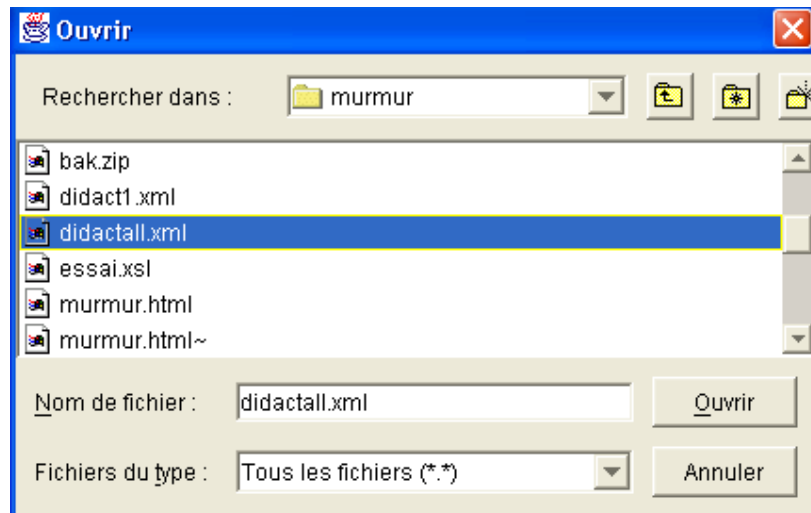 Ouvrir
Rechercher dans : murmur
bak.zip
didact1.xml
didactall.xml
essai.xsl
murmur.html
murmur.html~
Nom de fichier : didactall.xml Ouvrir
Fichiers du type : Tous les fichiers (*.*) Annuler